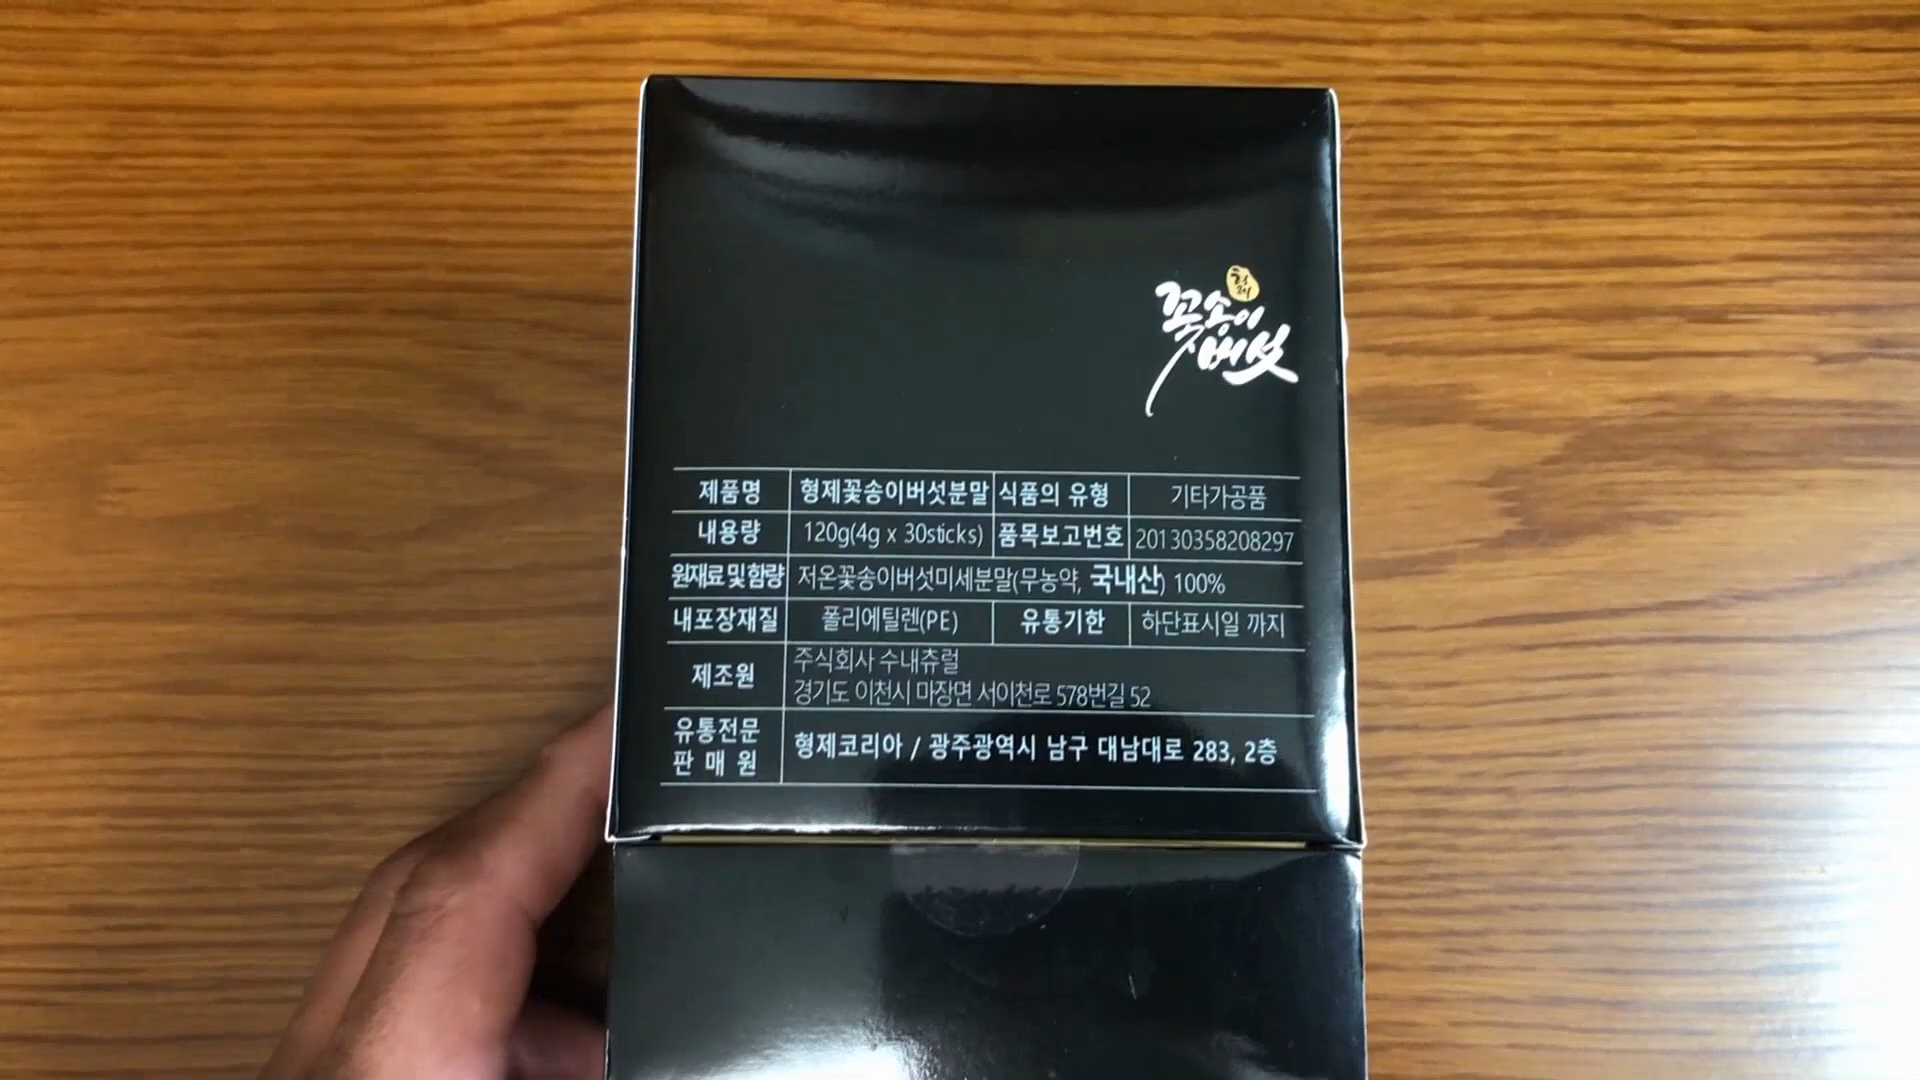 형제
꽃송이
버섯
제품명 형제꽃송이버섯분말 식품의 유형 기타가공품
내용량 120g(4g x 30sticks) 품목보고번호 20130358208297
원재료 및 함량 저온꽃송이버섯미세분말(무농약, 국내산) 100%
내포장재질 폴리에틸렌(PE) 유통기한 하단표시일 까지
제조원 주식회사 수내츄럴
경기도 이천시 마장면 서이천로 578번길 52
유통전문
판 매 원 형제코리아 / 광주광역시 남구 대남대로 283, 2층